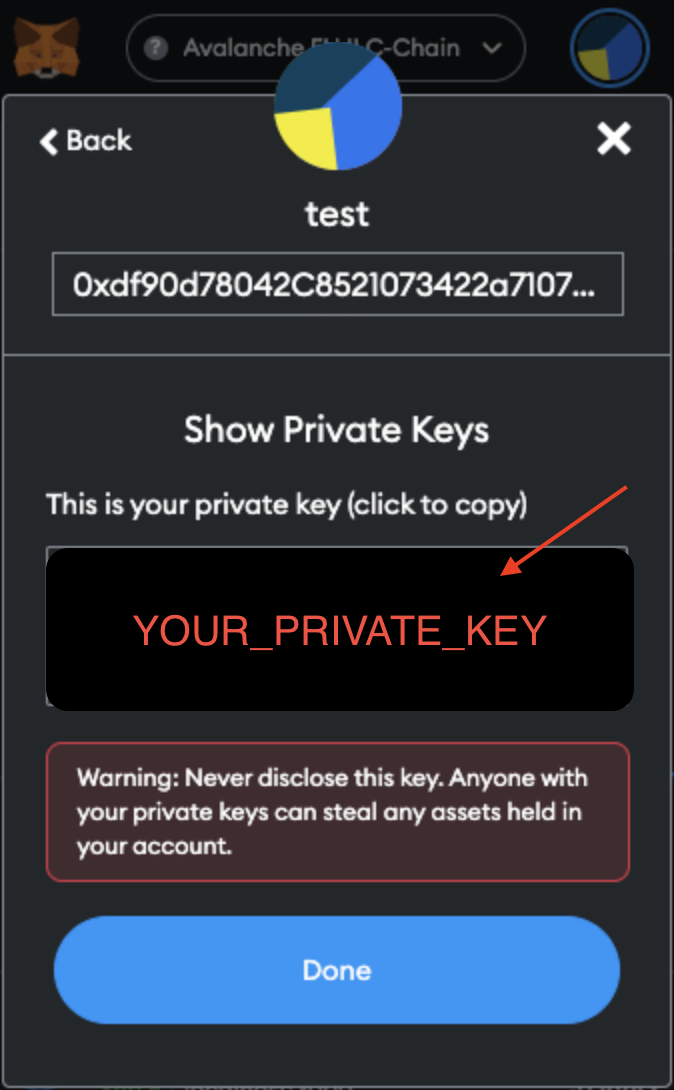 ? Avalanche FUJI C-Chain
Back
test
0xdf90d78042C8521073422a7107...
Show Private Keys
This is your private key (click to copy)
YOUR_PRIVATE_KEY
Warning: Never disclose this key. Anyone with
your private keys can steal any assets held in
your account.
Done